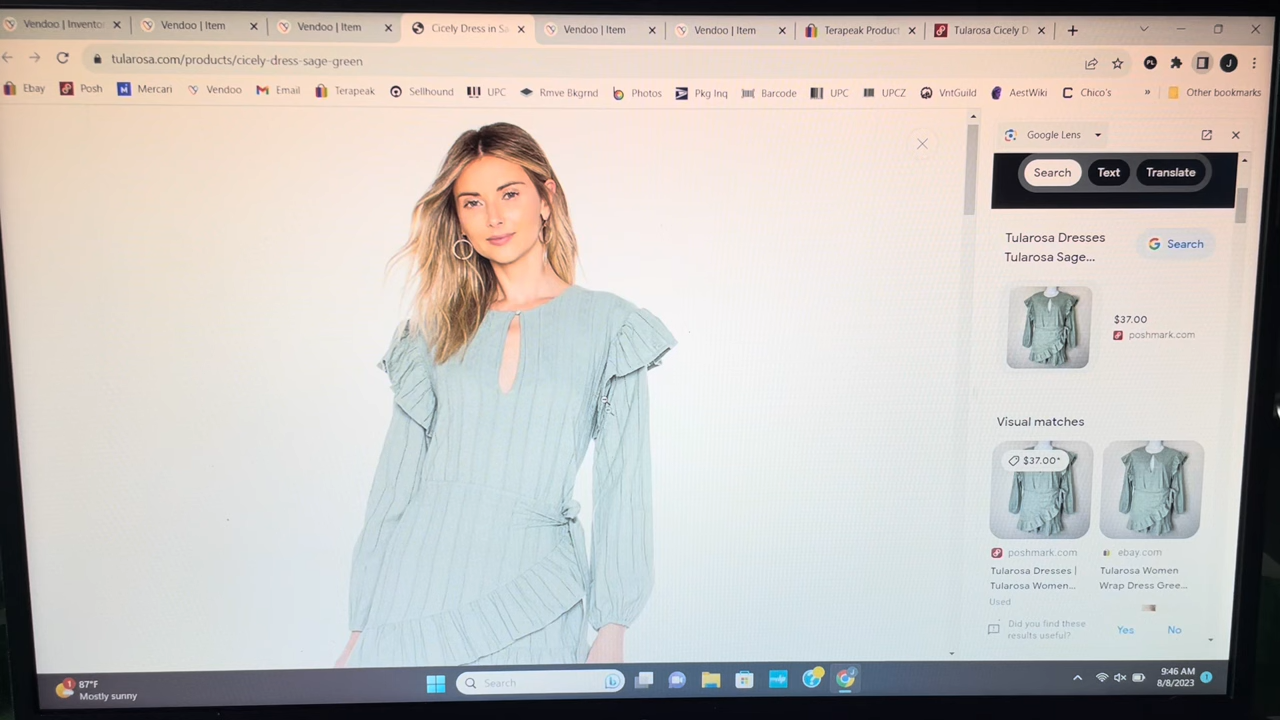 Vendoo | Invento
Vendoo | Item
Vendoo | Item
Cicely Dress in Sa
Vendoo | Item
Vendoo | Item
Terapeak Product
Tularosa Cicely D
tularosa.com/products/cicely-dress-sage-green
PL
J
Ebay
Posh
Mercari
Vendoo
Email
Terapeak
Sellhound
UPC
Rmve Bkgrnd
Photos
Pkg Inq
Barcode
UPC
UPCZ
VntGuild
AestWiki
Chico's
»
Other bookmarks
Google Lens
Search
Text
Translate
Tularosa Dresses
Tularosa Sage...
Search
$37.00
poshmark.com
Visual matches
$37.00*
poshmark.com
ebay.com
Tularosa Dresses |
Tularosa Women...
Used
Tularosa Women
Wrap Dress Gree...
Did you find these
results useful?
Yes
No
1
87°F
Mostly sunny
Search
9:46 AM
8/8/2023
1